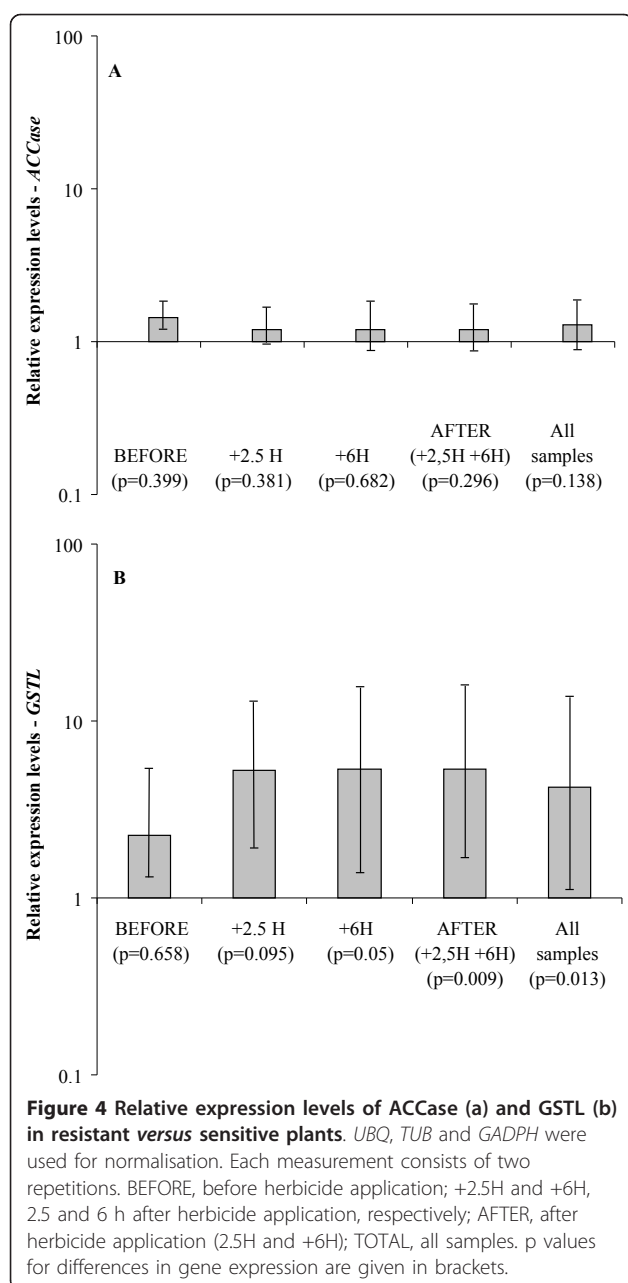 100
A
10
1
0.1
Relative expression levels - ACCase
BEFORE
(p=0.399)
+2.5 H
(p=0.381)
+6H
(p=0.682)
AFTER
(+2,5H +6H)
(p=0.296)
All
samples
(p=0.138)
100
B
10
1
0.1
Relative expression levels - GSTL
BEFORE
(p=0.658)
+2.5 H
(p=0.095)
+6H
(p=0.05)
AFTER
(+2,5H +6H)
(p=0.009)
All
samples
(p=0.013)
Figure 4 Relative expression levels of ACCase (a) and GSTL (b)
in resistant versus sensitive plants. UBQ, TUB and GADPH were
used for normalisation. Each measurement consists of two
repetitions. BEFORE, before herbicide application; +2.5H and +6H,
2.5 and 6 h after herbicide application, respectively; AFTER, after
herbicide application (2.5H and +6H); TOTAL, all samples. p values
for differences in gene expression are given in brackets.